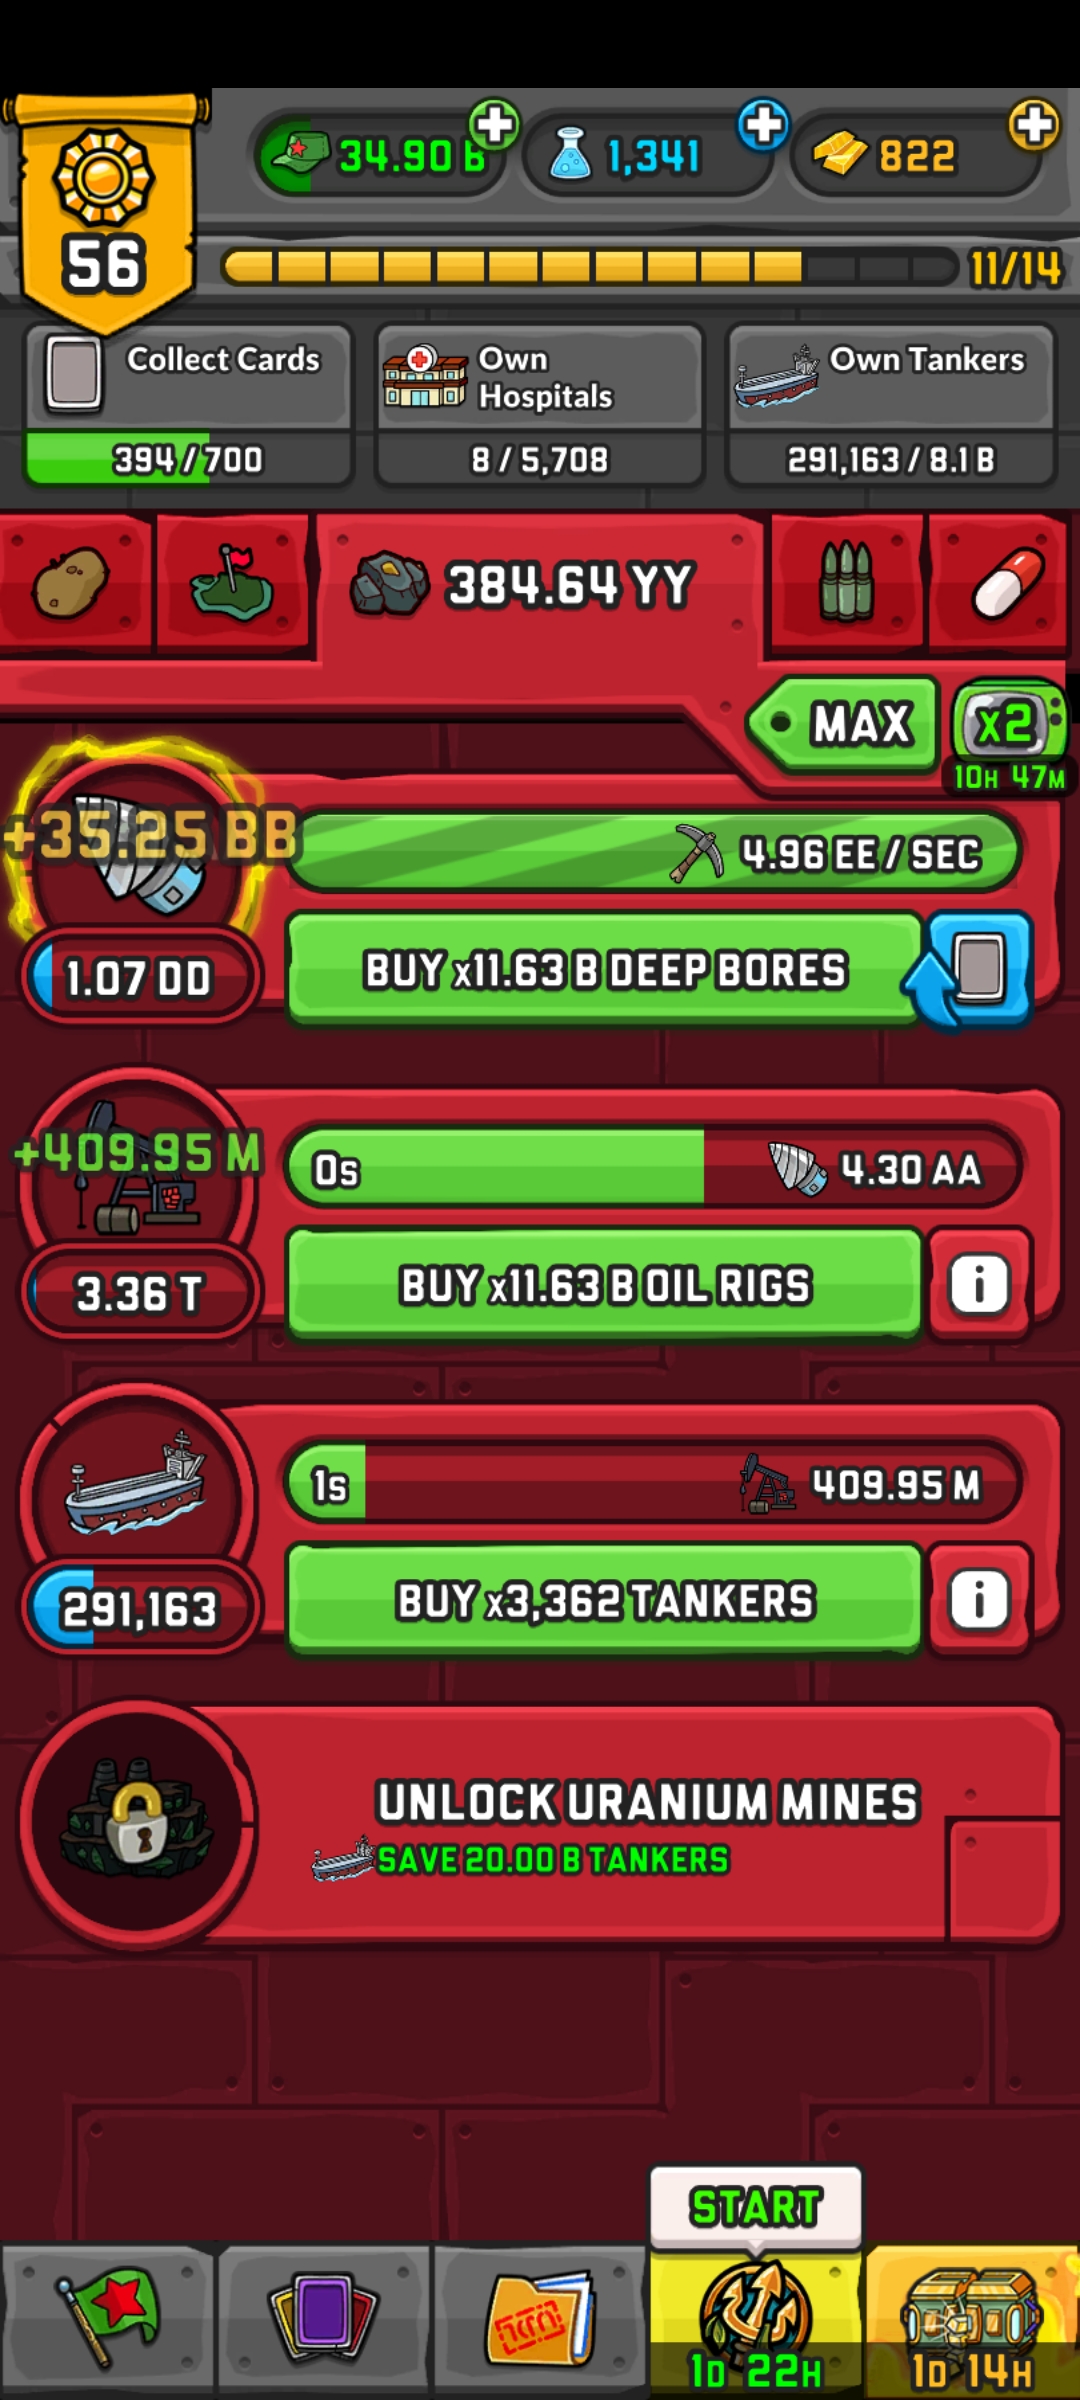 34.90 B
1,341
822
56
11/14
Collect Cards
394/700
Own
Hospitals
8/5,708
Own Tankers
291,163/8.1 B
384.64 YY
MAX
x2
10H 47M
+35.25 BB
4.96 EE / SEC
1.07 DD
BUY x11.63 B DEEP BORES
+409.95 M
0s
4.30 AA
3.36 T
BUY x11.63 B OIL RIGS
i
1s
409.95 M
291,163
BUY x3,362 TANKERS
i
UNLOCK URANIUM MINES
SAVE 20.00 B TANKERS
START
1D 22H
1D 14H